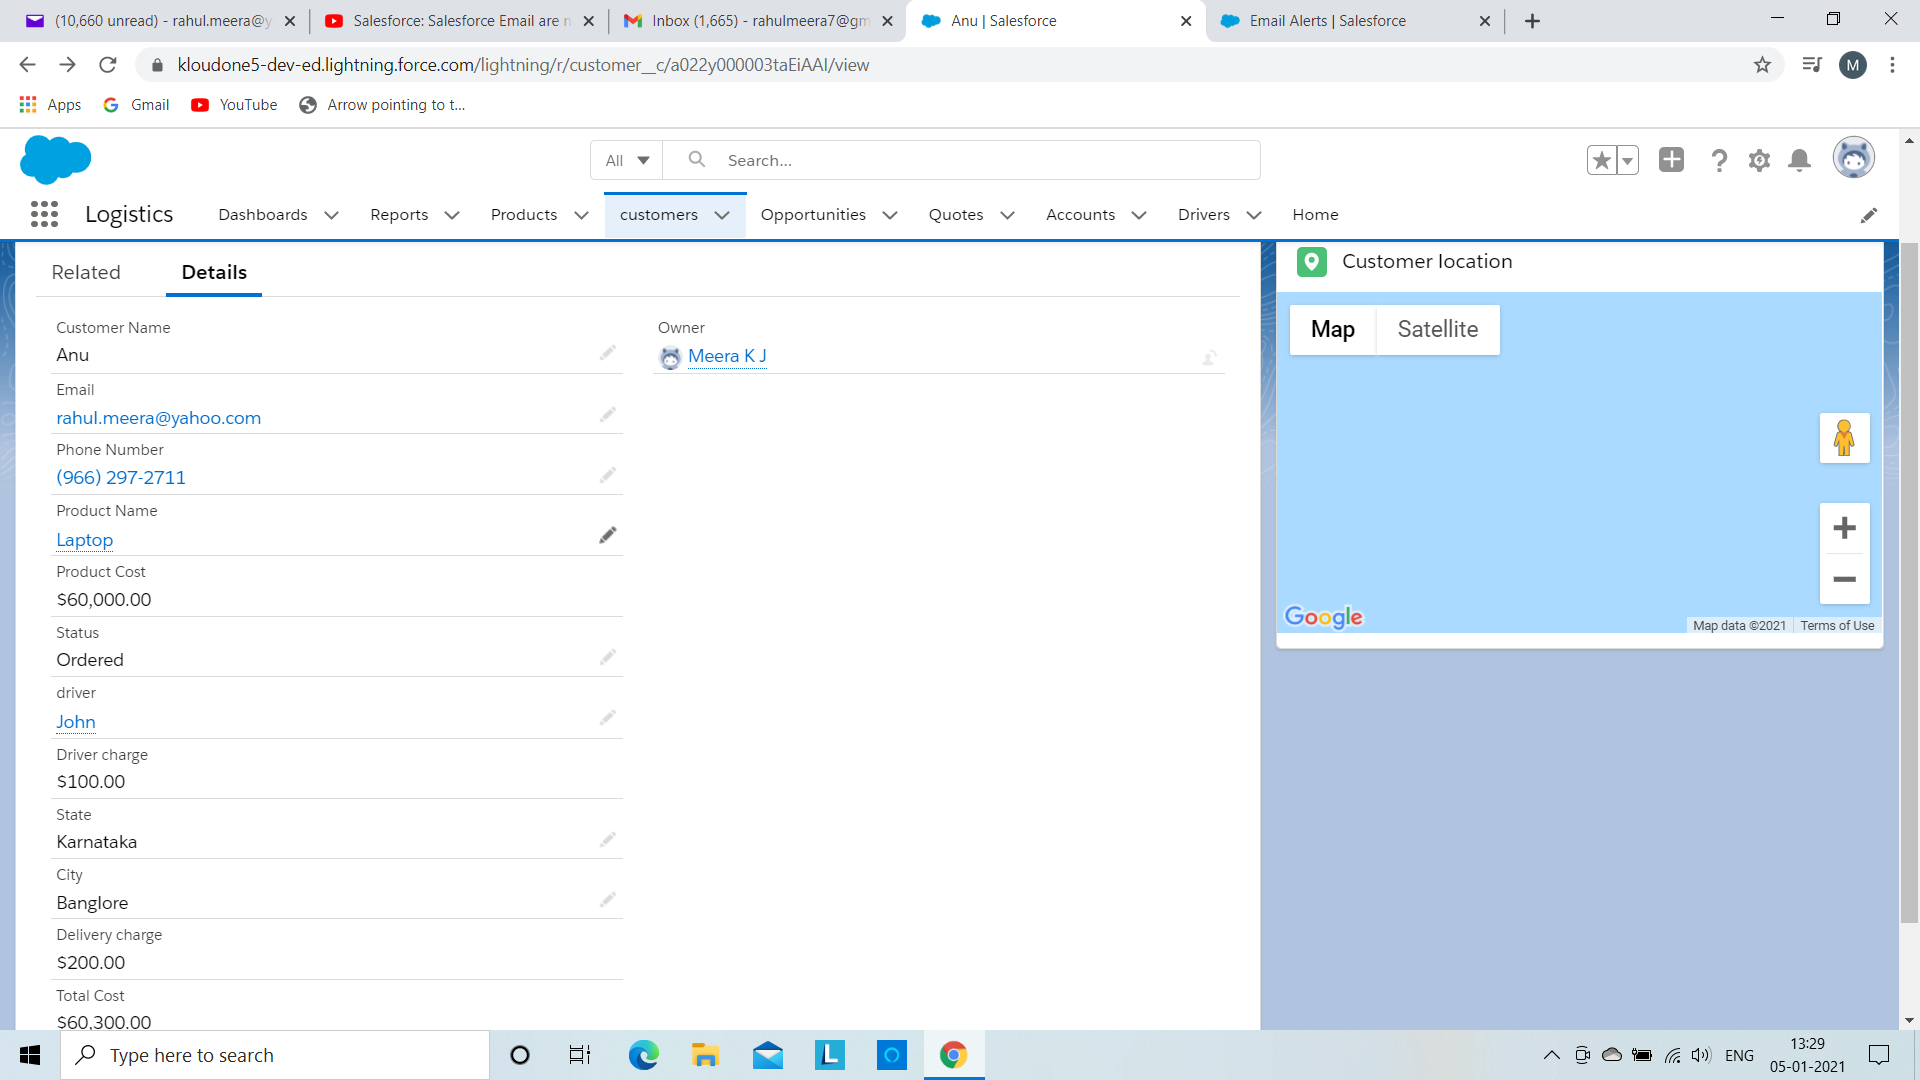 (10,660 unread) - rahul.meera@y
Salesforce: Salesforce Email are n
Inbox (1,665) - rahulmeera7@gm
Anu | Salesforce
Email Alerts | Salesforce
kloudone5-dev-ed.lightning.force.com/lightning/r/customer__c/a022y000003taEiAAI/view
M
Apps
Gmail
YouTube
Arrow pointing to t...
All
Search...
Logistics
Dashboards
Reports
Products
customers
Opportunities
Quotes
Accounts
Drivers
Home
Related
Details
Customer Name
Anu
Email
rahul.meera@yahoo.com
Phone Number
(966) 297-2711
Product Name
Laptop
Product Cost
$60,000.00
Status
Ordered
driver
John
Driver charge
$100.00
State
Karnataka
City
Banglore
Delivery charge
$200.00
Total Cost
$60,300.00
Owner
Meera K J
Customer location
Map
Satellite
Google
Map data ©2021
Terms of Use
Type here to search
L
ENG
13:29
05-01-2021